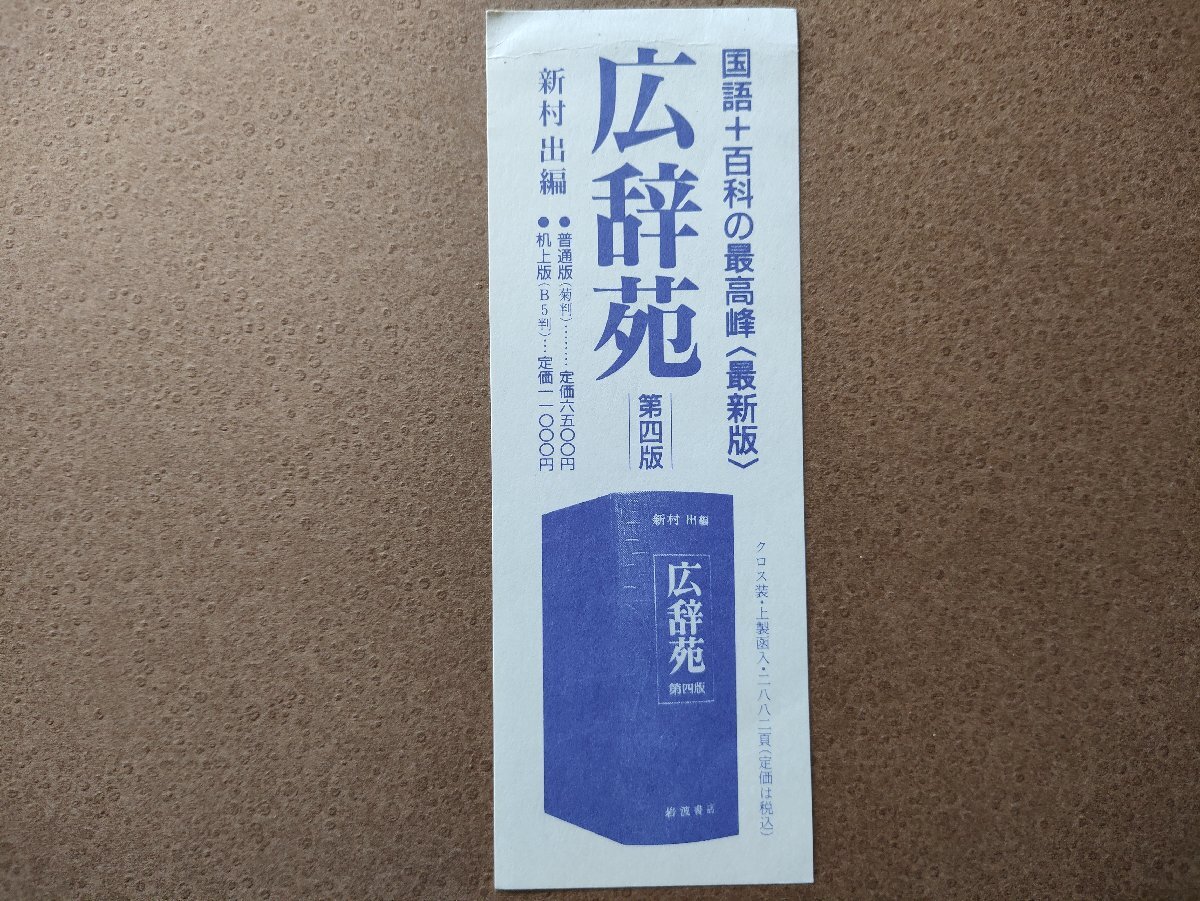 国語+百科の最高峰〈最新版〉
広辞苑
第四版
新村出編
●普通版(菊判)………定価六五〇〇円
●机上版(B5判)…定価一一〇〇〇円
クロス装・上製函入・二八八二頁(定価は税込)
新村出編
広辞苑
第四版
岩波書店